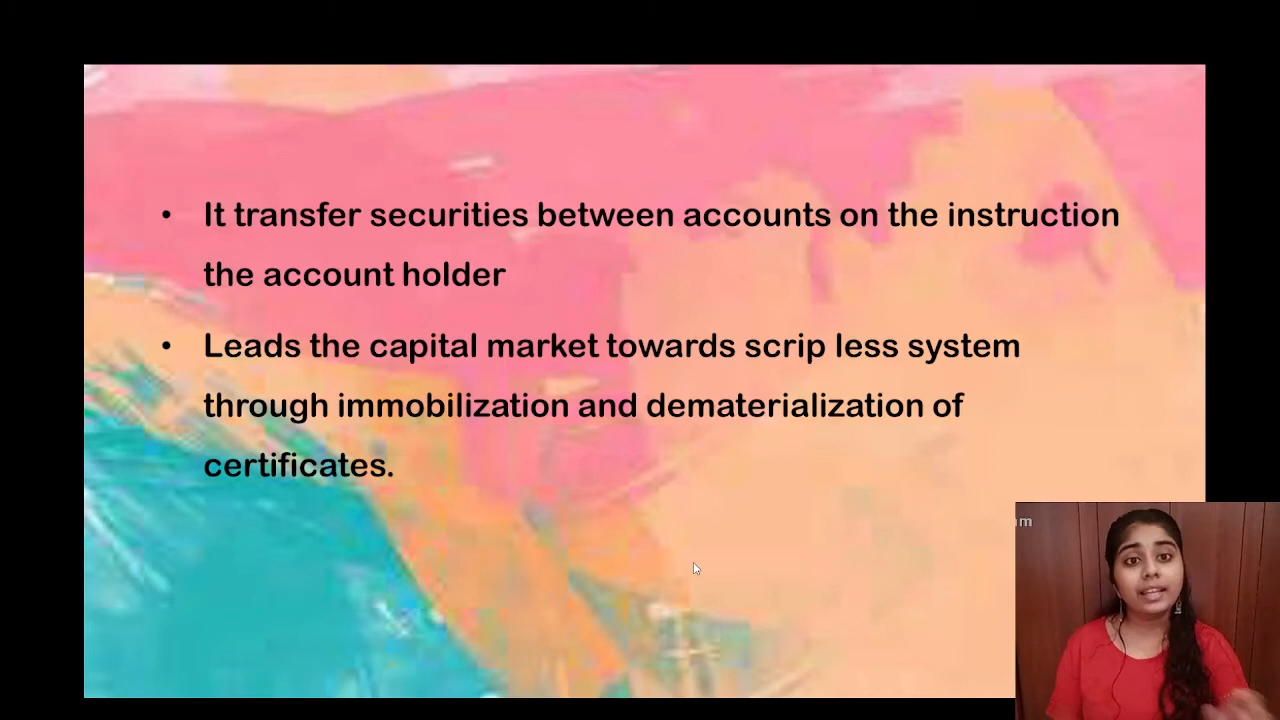 • It transfer securities between accounts on the instruction
the account holder
• Leads the capital market towards scrip less system
through immobilization and dematerialization of
certificates.